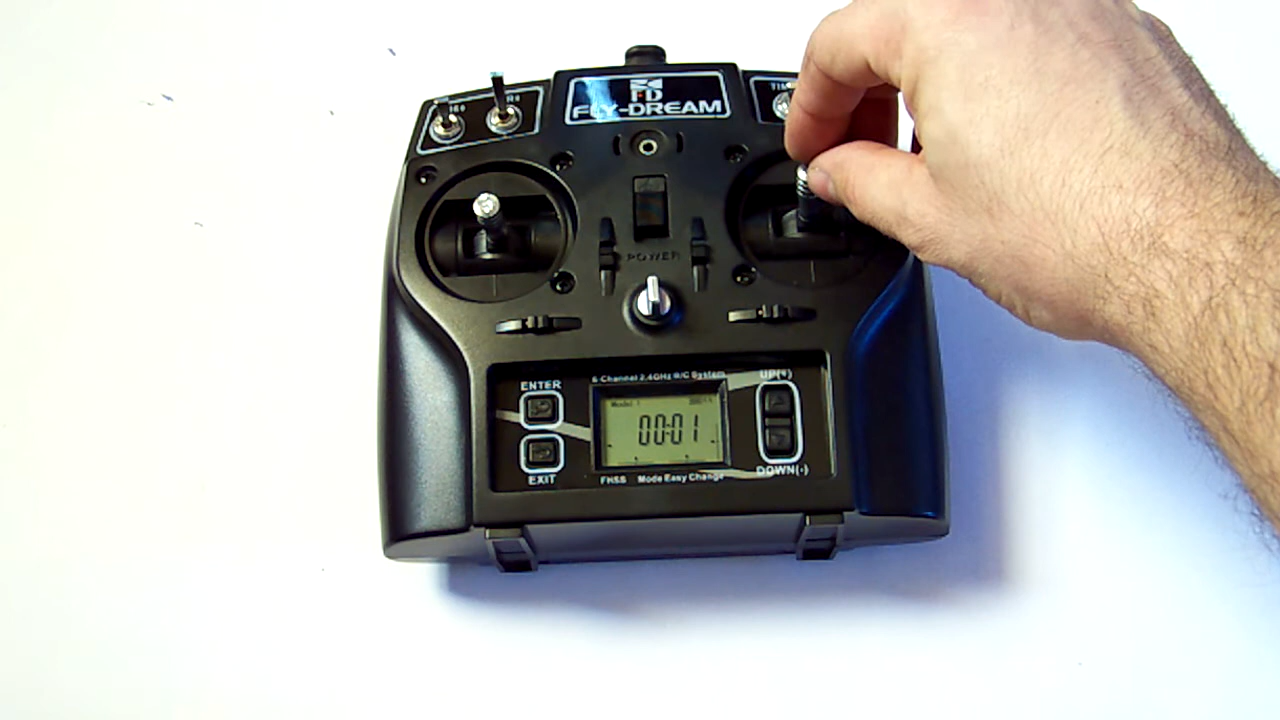 FD
FLY-DREAM
POWER
6-Channel 2.4GHz R/C System
ENTER
UP(+)
Model
00:01
EXIT
DOWN(-)
FHSS Mode Easy Change